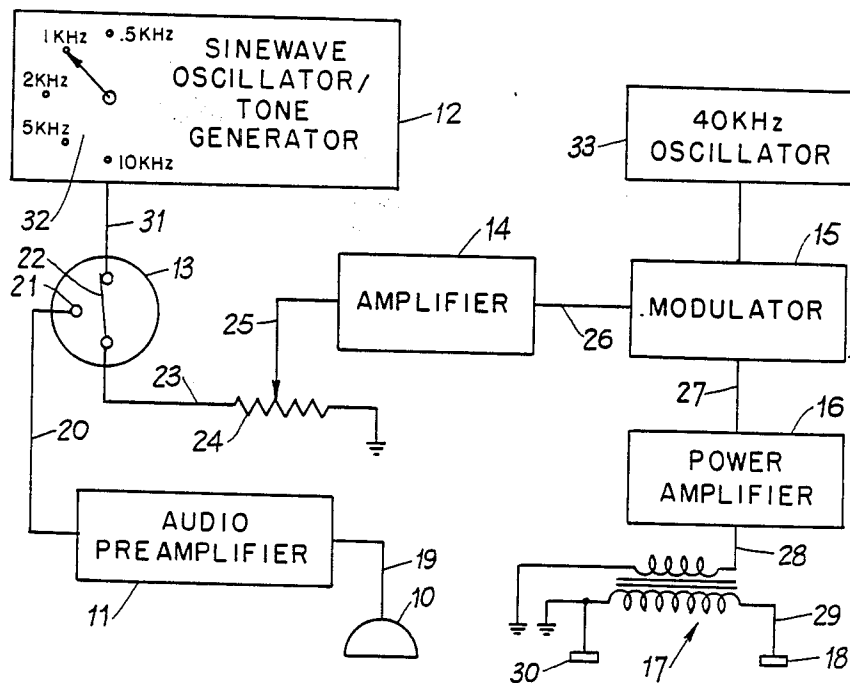 1KHz
.5KHz
2KHz
5KHz
10KHz
SINEWAVE
OSCILLATOR/
TONE
GENERATOR
12
32
31
40KHz
OSCILLATOR
33
22
13
21
14
AMPLIFIER
25
26
15
MODULATOR
23
24
20
27
16
POWER
AMPLIFIER
28
AUDIO
PREAMPLIFIER
11
19
10
29
30
17
18